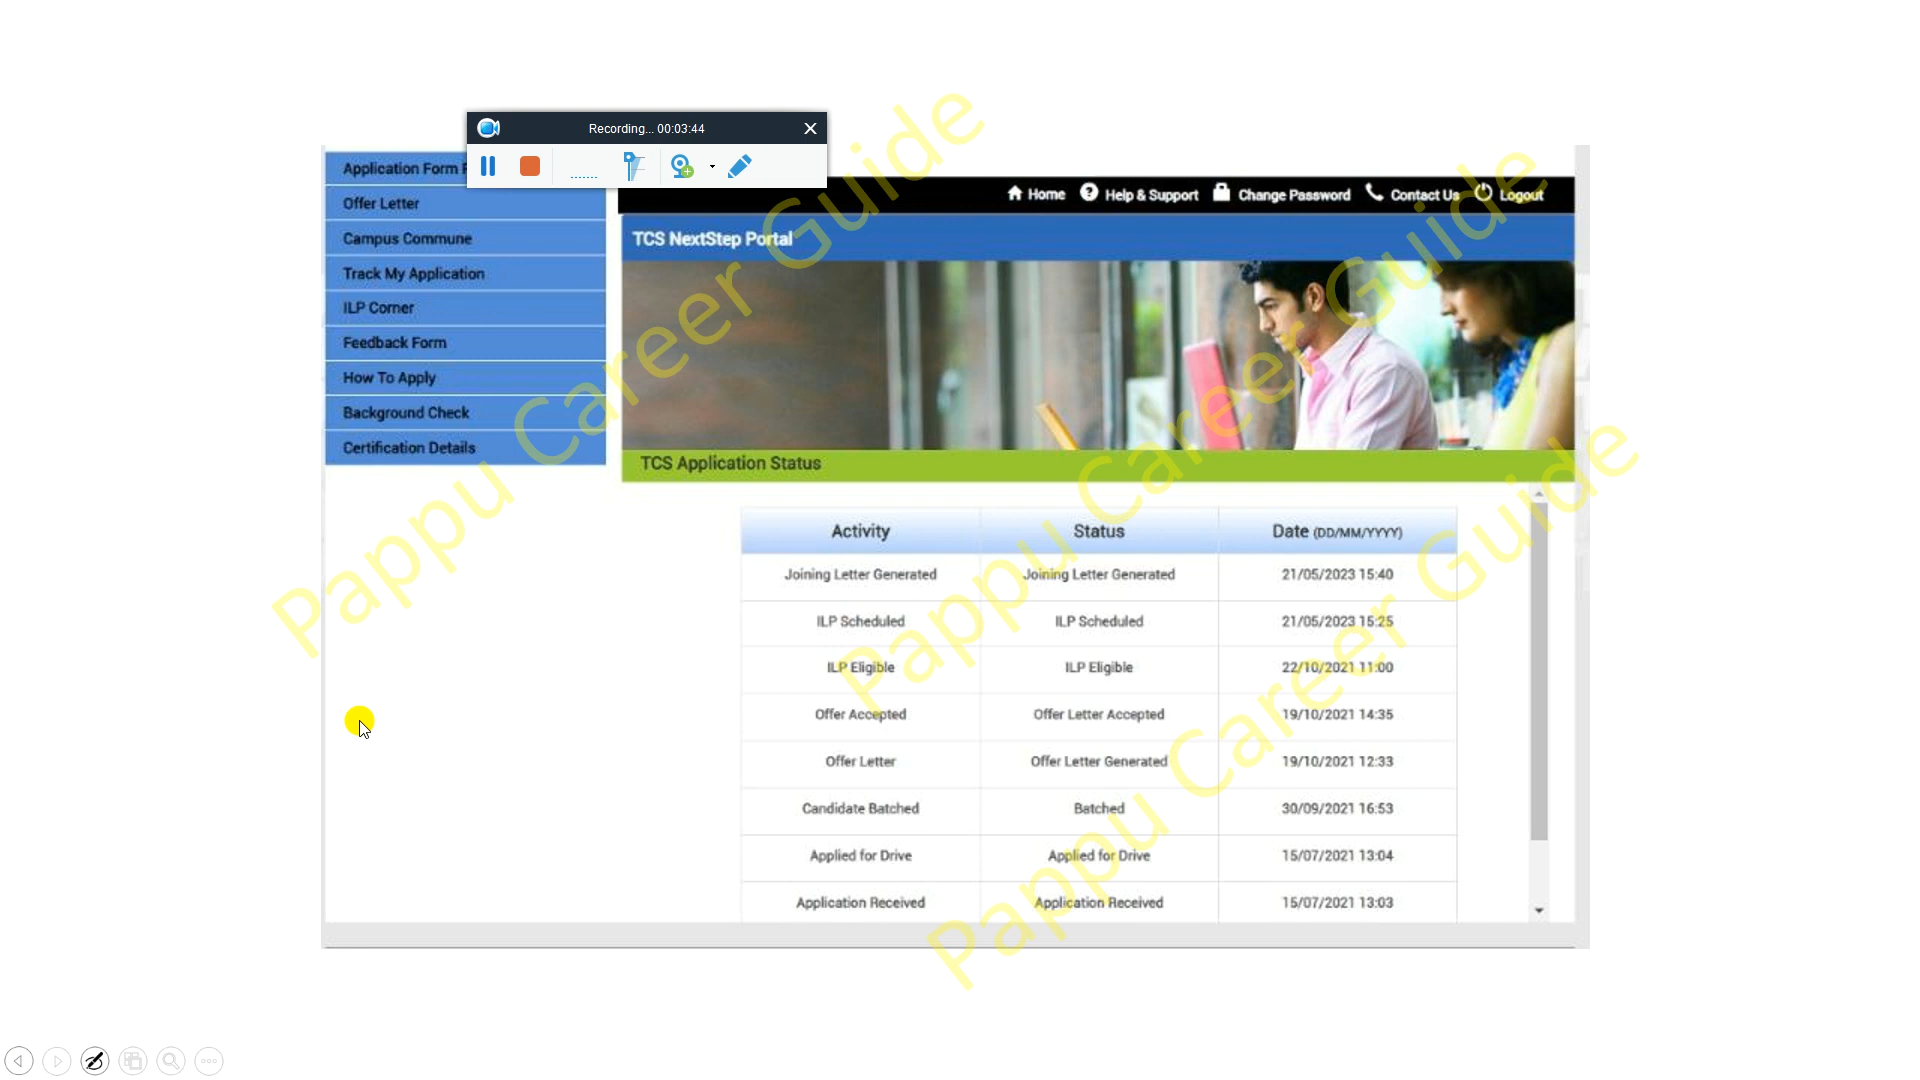 Recording... 00:03:44
Application Form
Offer Letter
Campus Commune
Track My Application
ILP Corner
Feedback Form
How To Apply
Background Check
Certification Details
Home Help & Support Change Password Contact Us Logout
TCS NextStep Portal
TCS Application Status
Activity Status Date (DD/MM/YYYY)
Joining Letter Generated Joining Letter Generated 21/05/2023 15:40
ILP Scheduled ILP Scheduled 21/05/2023 15:25
ILP Eligible ILP Eligible 22/10/2021 11:00
Offer Accepted Offer Letter Accepted 19/10/2021 14:35
Offer Letter Offer Letter Generated 19/10/2021 12:33
Candidate Batched Batched 30/09/2021 16:53
Applied for Drive Applied for Drive 15/07/2021 13:04
Application Received Application Received 15/07/2021 13:03
Pappu Career Guide
Pappu Career Guide
Pappu Career Guide